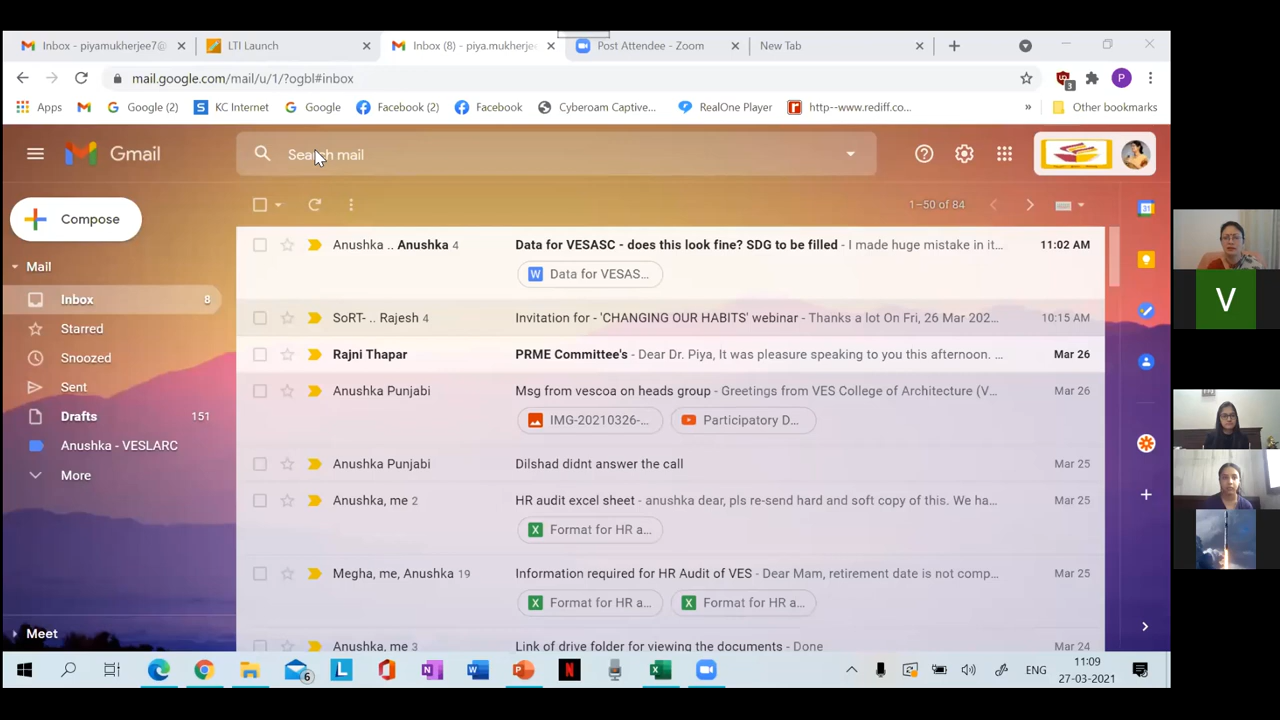 Inbox - piyamukherjee7@
LTI Launch
Inbox (8) - piya.mukherje
Post Attendee - Zoom
New Tab
mail.google.com/mail/u/1/?ogbl#inbox
3
P
Apps
Google (2)
KC Internet
Google
Facebook (2)
Facebook
Cyberoam Captive...
RealOne Player
http--www.rediff.co...
»
Other bookmarks
Gmail
Search mail
Compose
1–50 of 84
31
Mail
Anushka .. Anushka 4
Data for VESASC - does this look fine? SDG to be filled - I made huge mistake in it...
11:02 AM
W Data for VESAS...
Inbox 8
SoRT- .. Rajesh 4
Invitation for - 'CHANGING OUR HABITS' webinar - Thanks a lot On Fri, 26 Mar 202...
10:15 AM
Starred
Snoozed
Rajni Thapar
PRME Committee's - Dear Dr. Piya, It was pleasure speaking to you this afternoon. ...
Mar 26
Sent
Anushka Punjabi
Msg from vescoa on heads group - Greetings from VES College of Architecture (V...
Mar 26
Drafts 151
IMG-20210326-...
Participatory D...
Anushka - VESLARC
More
Anushka Punjabi
Dilshad didnt answer the call
Mar 25
Anushka, me 2
HR audit excel sheet - anushka dear, pls re-send hard and soft copy of this. We ha...
Mar 25
X Format for HR a...
Megha, me, Anushka 19
Information required for HR Audit of VES - Dear Mam, retirement date is not comp...
Mar 25
X Format for HR a...
X Format for HR a...
Meet
Anushka, me 3
Link of drive folder for viewing the documents - Done
Mar 24
V
6
L
N
W
P
N
X
ENG
11:09
27-03-2021